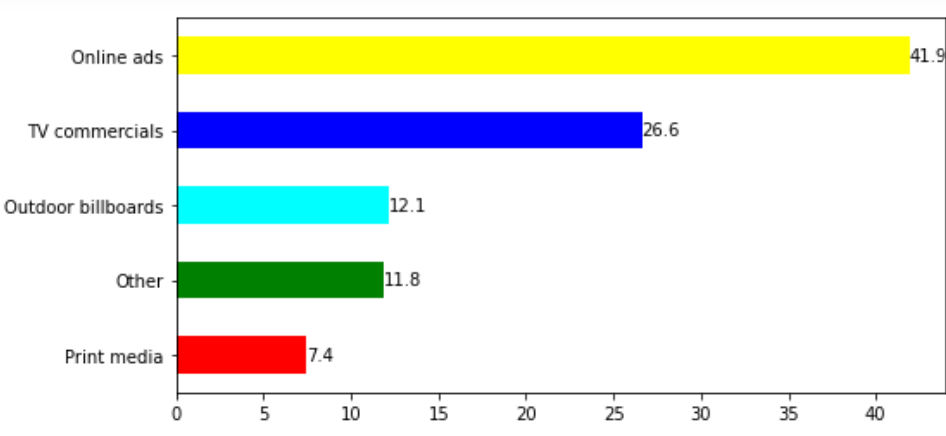 Online ads 41.9
TV commercials 26.6
Outdoor billboards 12.1
Other 11.8
Print media 7.4
0 5 10 15 20 25 30 35 40